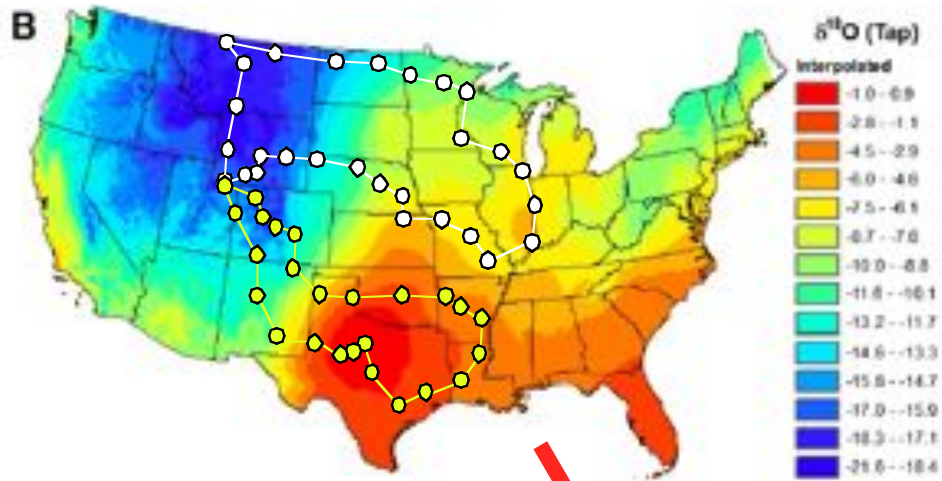 B
δ¹⁸O (Tap)
Interpolated
-1.0 - 0.9
-2.8 - -1.1
-4.5 - -2.9
-6.0 - -4.6
-7.5 - -6.1
-8.7 - -7.6
-10.0 - -8.8
-11.6 - -10.1
-13.2 - -11.7
-14.6 - -13.3
-15.8 - -14.7
-17.0 - -15.9
-18.3 - -17.1
-21.6 - -18.4